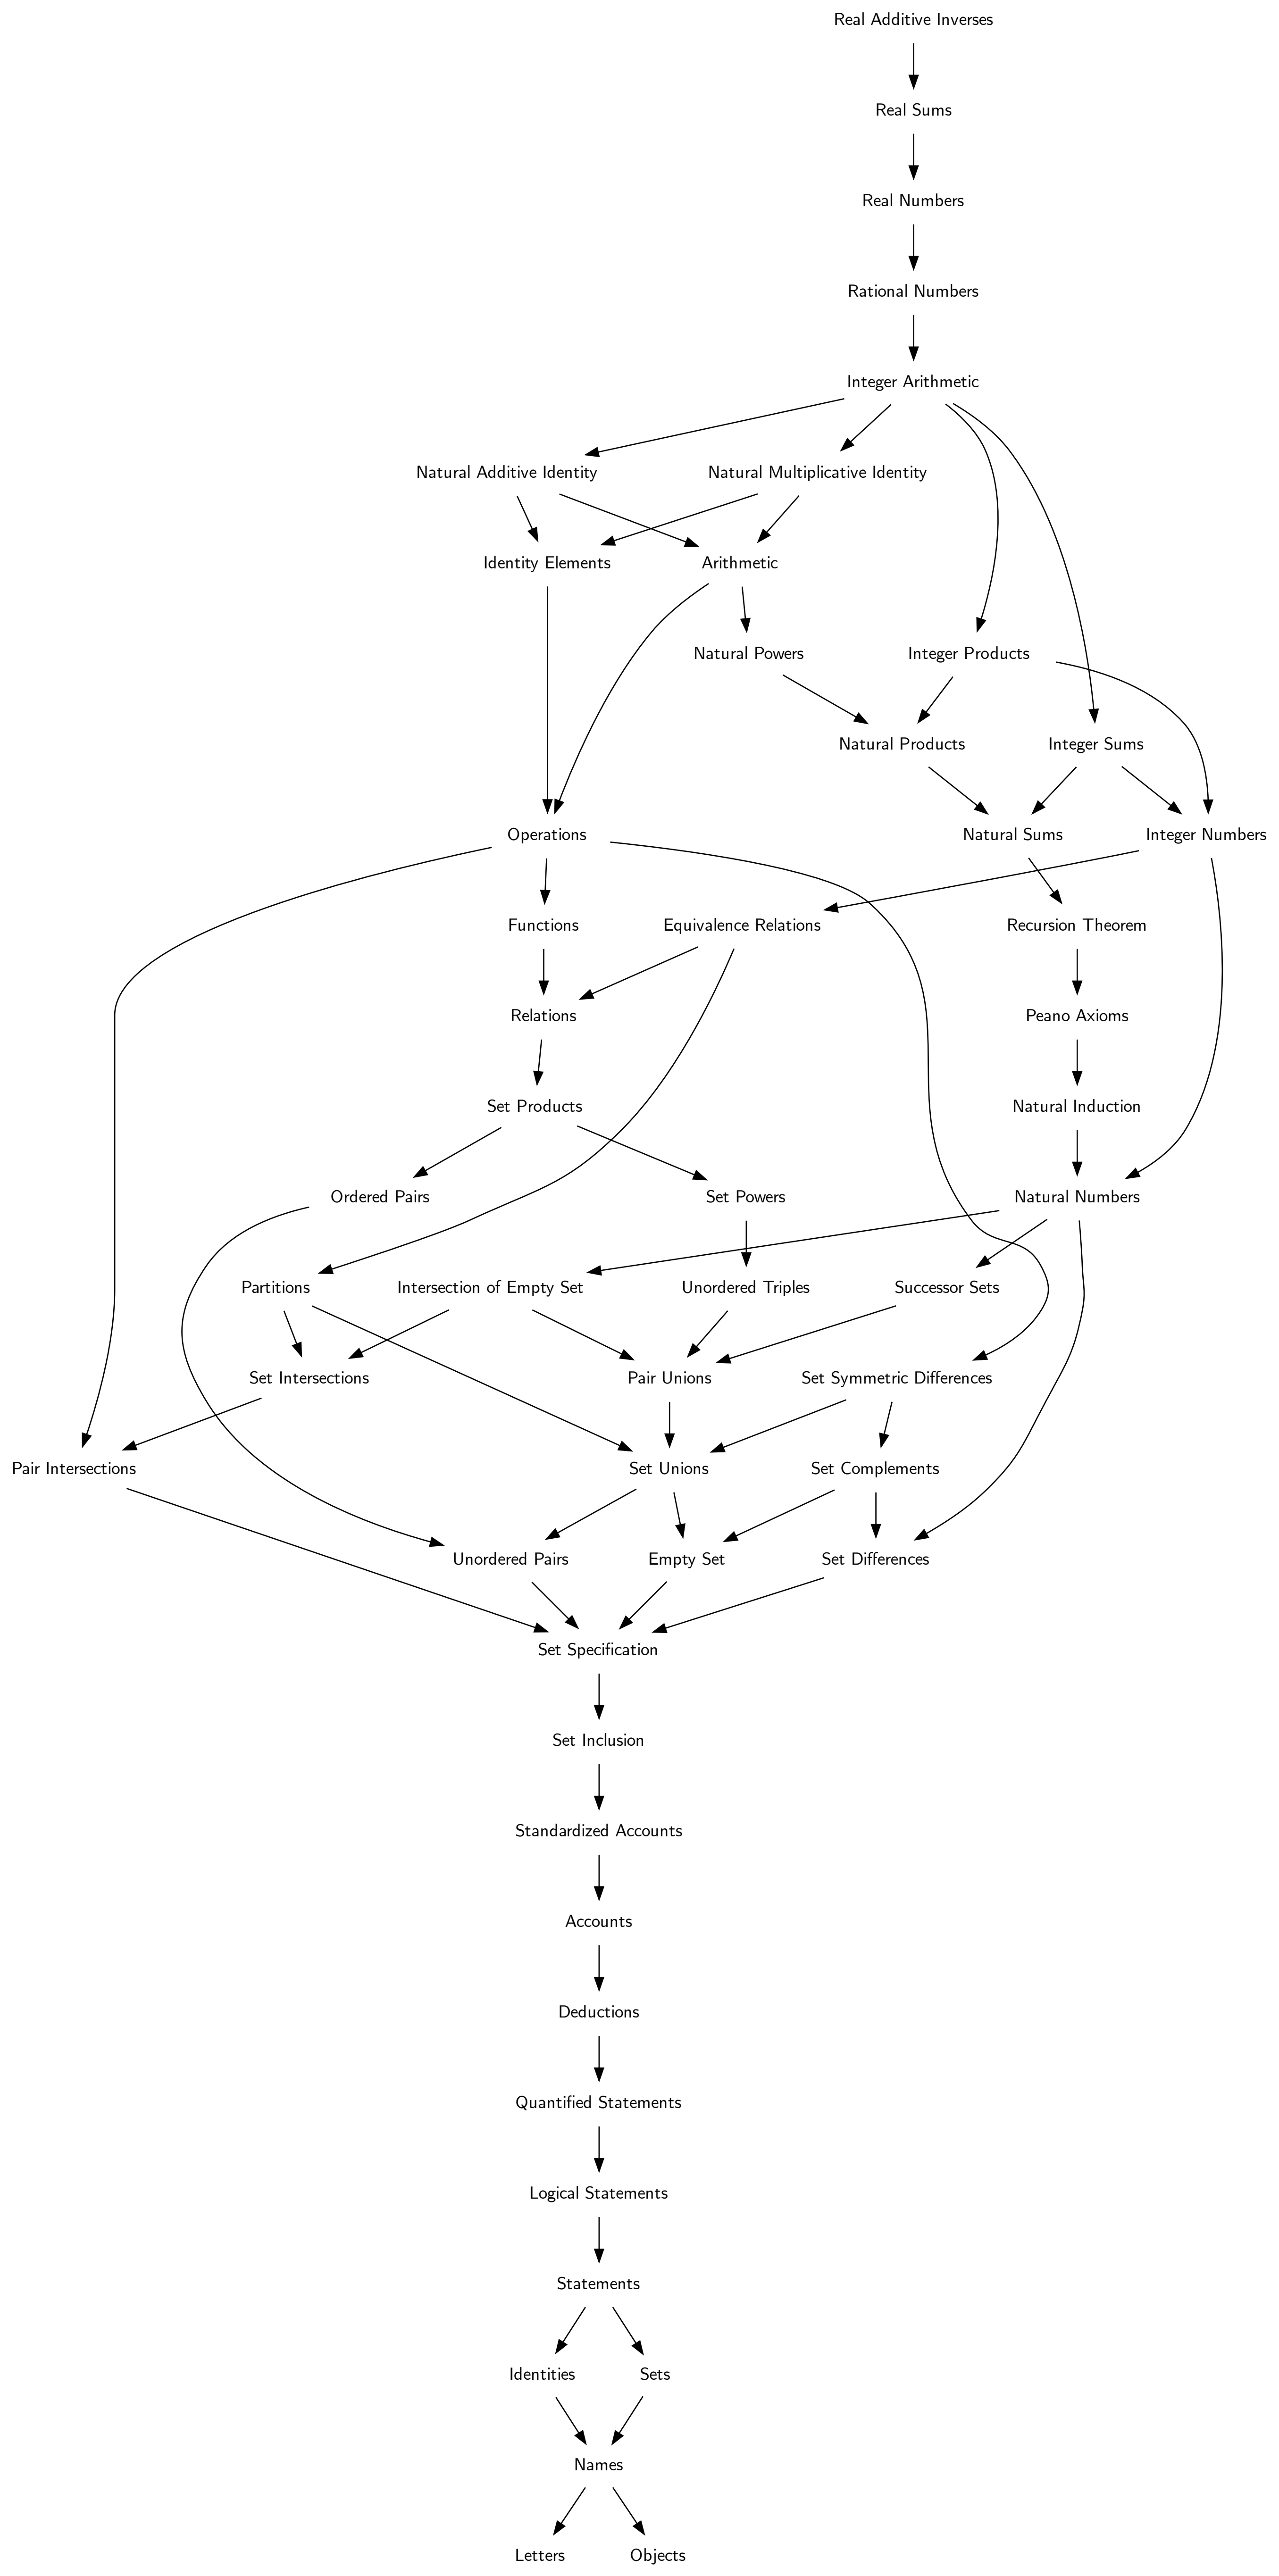 Real Additive Inverses
Real Sums
Real Numbers
Rational Numbers
Integer Arithmetic
Natural Additive Identity
Natural Multiplicative Identity
Identity Elements
Arithmetic
Natural Powers
Integer Products
Natural Products
Integer Sums
Operations
Natural Sums
Integer Numbers
Functions
Equivalence Relations
Recursion Theorem
Relations
Peano Axioms
Set Products
Natural Induction
Ordered Pairs
Set Powers
Natural Numbers
Partitions
Intersection of Empty Set
Unordered Triples
Successor Sets
Set Intersections
Pair Unions
Set Symmetric Differences
Pair Intersections
Set Unions
Set Complements
Unordered Pairs
Empty Set
Set Differences
Set Specification
Set Inclusion
Standardized Accounts
Accounts
Deductions
Quantified Statements
Logical Statements
Statements
Identities
Sets
Names
Letters
Objects